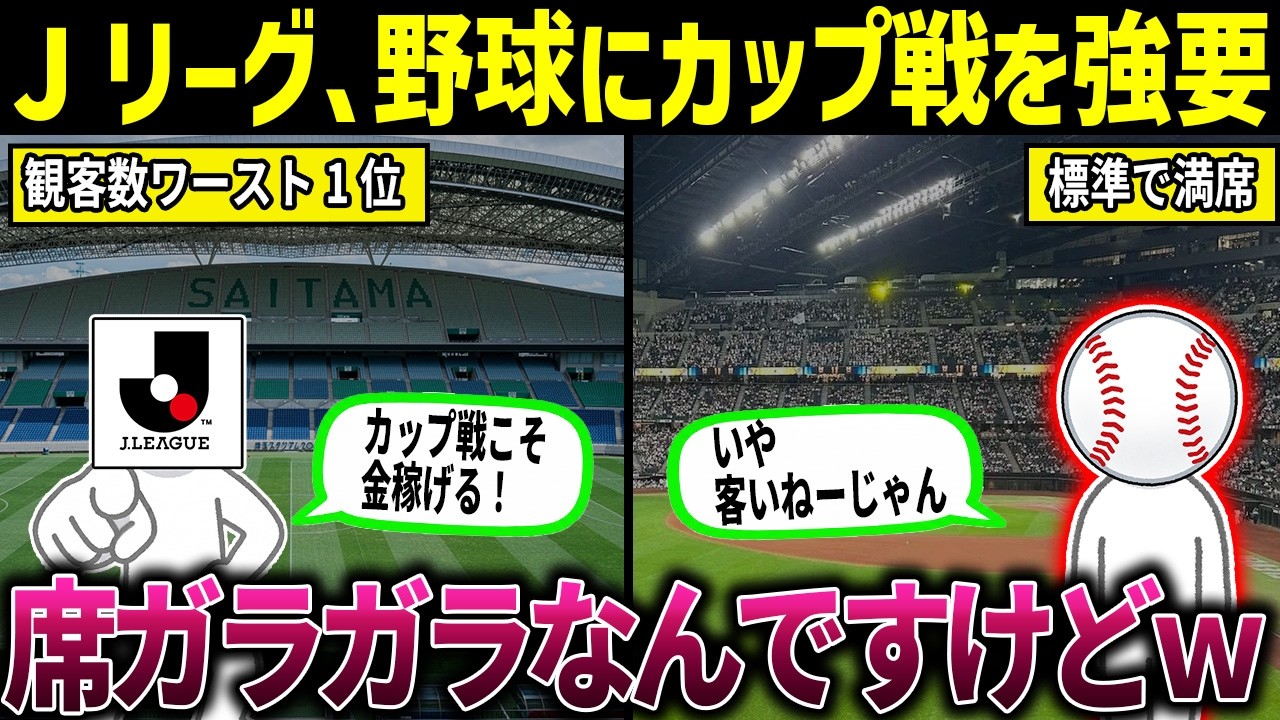 Jリーグ、野球にカップ戦を強要
観客数ワースト1位
標準で満席
SAITAMA
J.LEAGUE
TM
カップ戦こそ
金稼げる!
いや
客いねーじゃん
席ガラガラなんですけどw